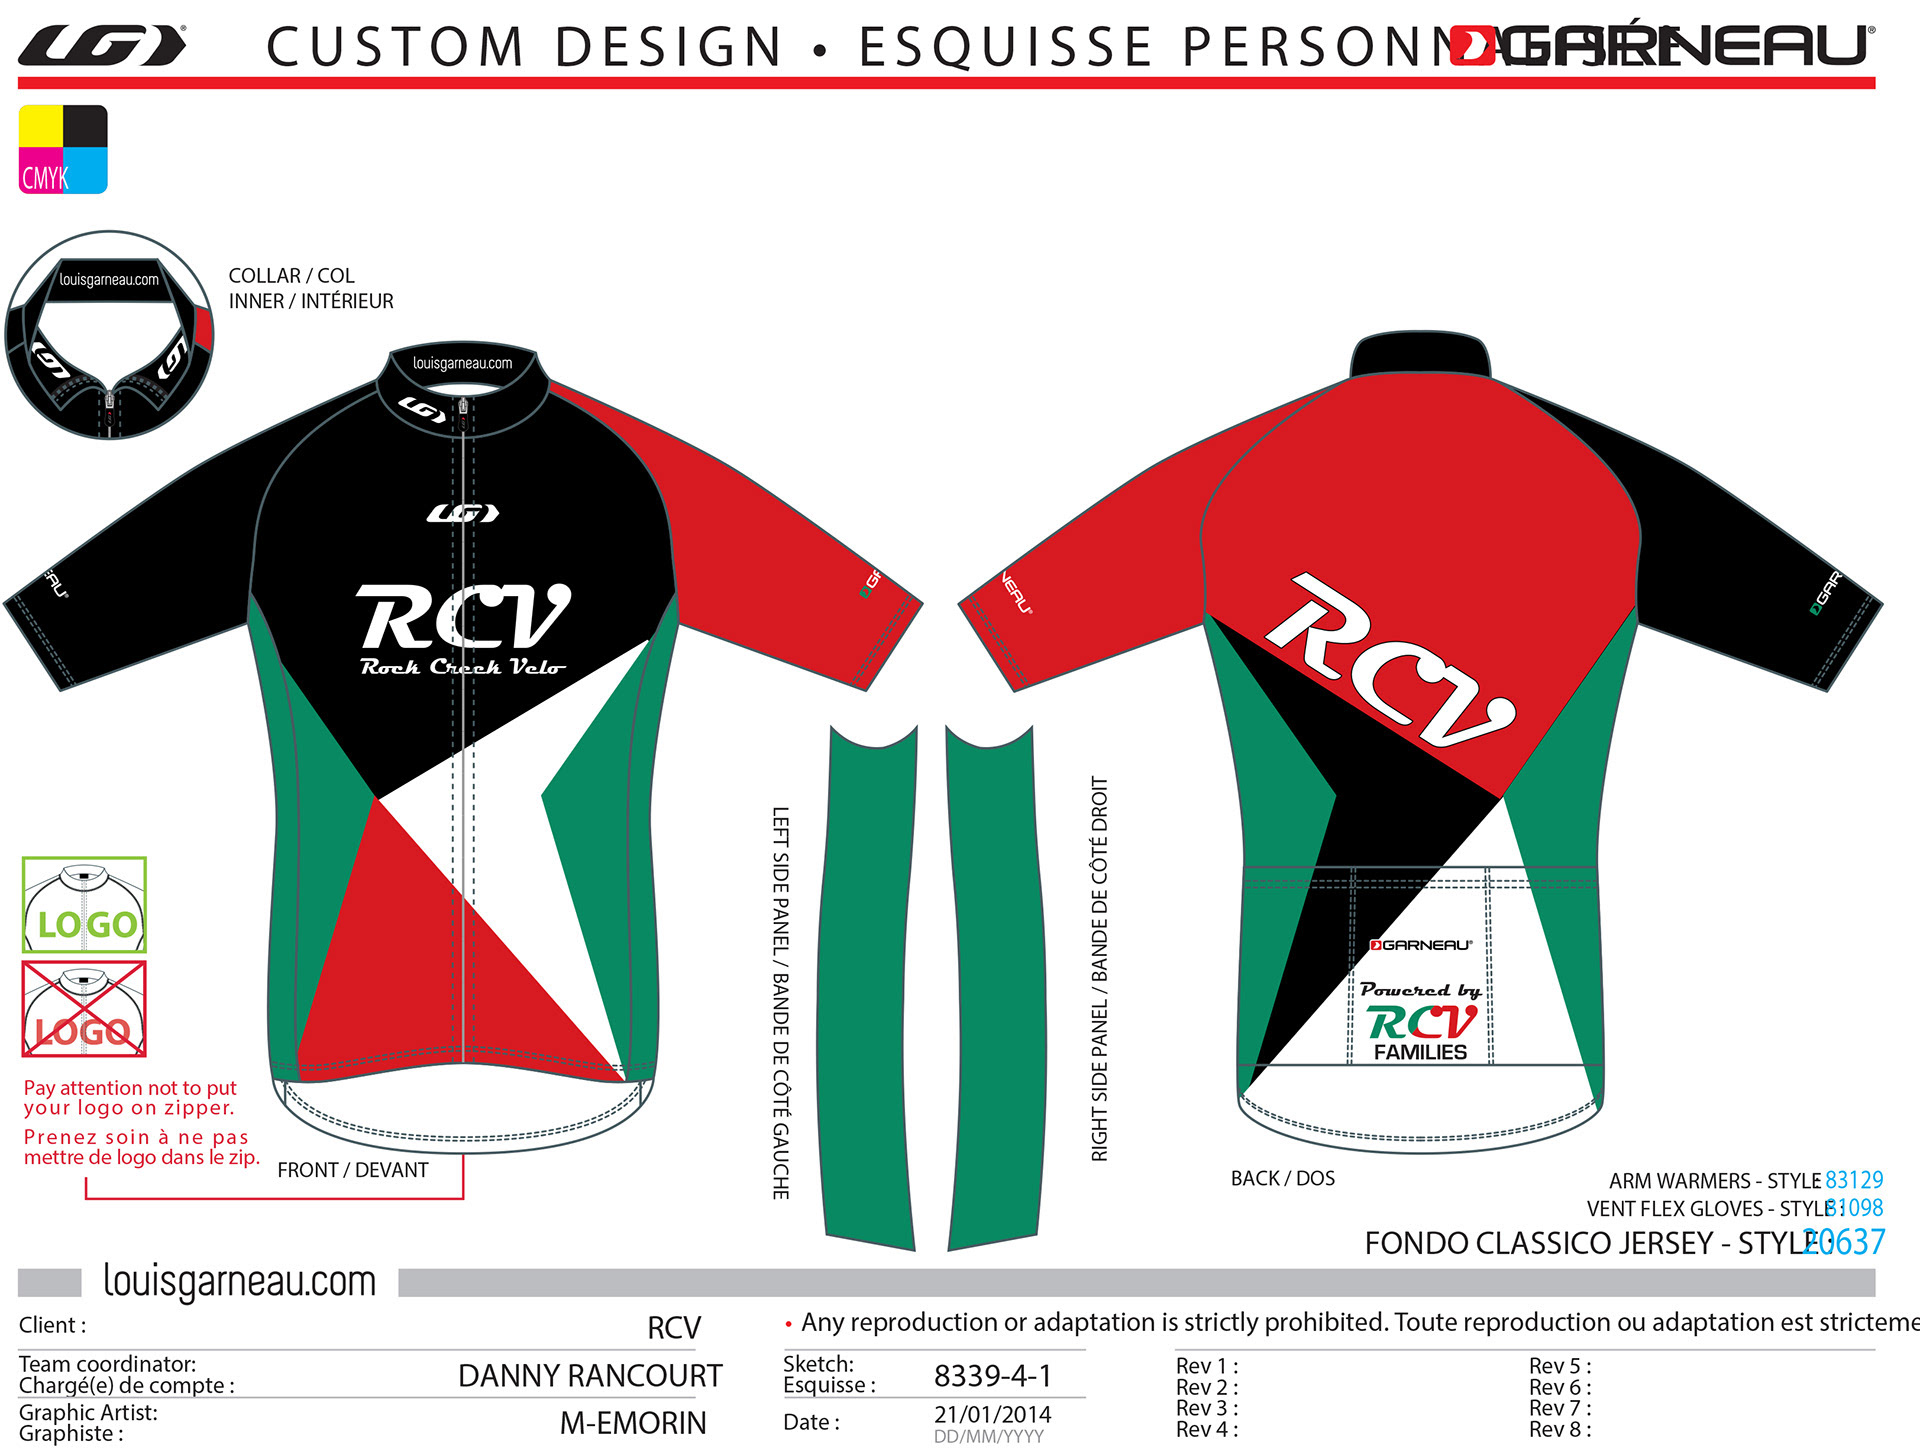 CUSTOM DESIGN • ESQUISSE PERSONNALISÉE
GARNEAU®
CMYK
louisgarneau.com
COLLAR / COL
INNER / INTÉRIEUR
louisgarneau.com
RCV
Rock Creek Velo
EAU®
GA
NEAU®
GAR
RCV
GARNEAU®
Powered by
RCV
FAMILIES
LEFT SIDE PANEL / BANDE DE CÔTÉ GAUCHE
RIGHT SIDE PANEL / BANDE DE CÔTÉ DROIT
LOGO
LOGO
Pay attention not to put
your logo on zipper.
Prenez soin à ne pas
mettre de logo dans le zip.
FRONT / DEVANT
BACK / DOS
ARM WARMERS - STYLE : 83129
VENT FLEX GLOVES - STYLE : 81098
FONDO CLASSICO JERSEY - STYLE : 20637
louisgarneau.com
Client : RCV
Team coordinator:
Chargé(e) de compte : DANNY RANCOURT
Graphic Artist:
Graphiste : M-EMORIN
• Any reproduction or adaptation is strictly prohibited. Toute reproduction ou adaptation est stricteme
Sketch:
Esquisse : 8339-4-1
Date : 21/01/2014
DD/MM/YYYY
Rev 1 :
Rev 2 :
Rev 3 :
Rev 4 :
Rev 5 :
Rev 6 :
Rev 7 :
Rev 8 :